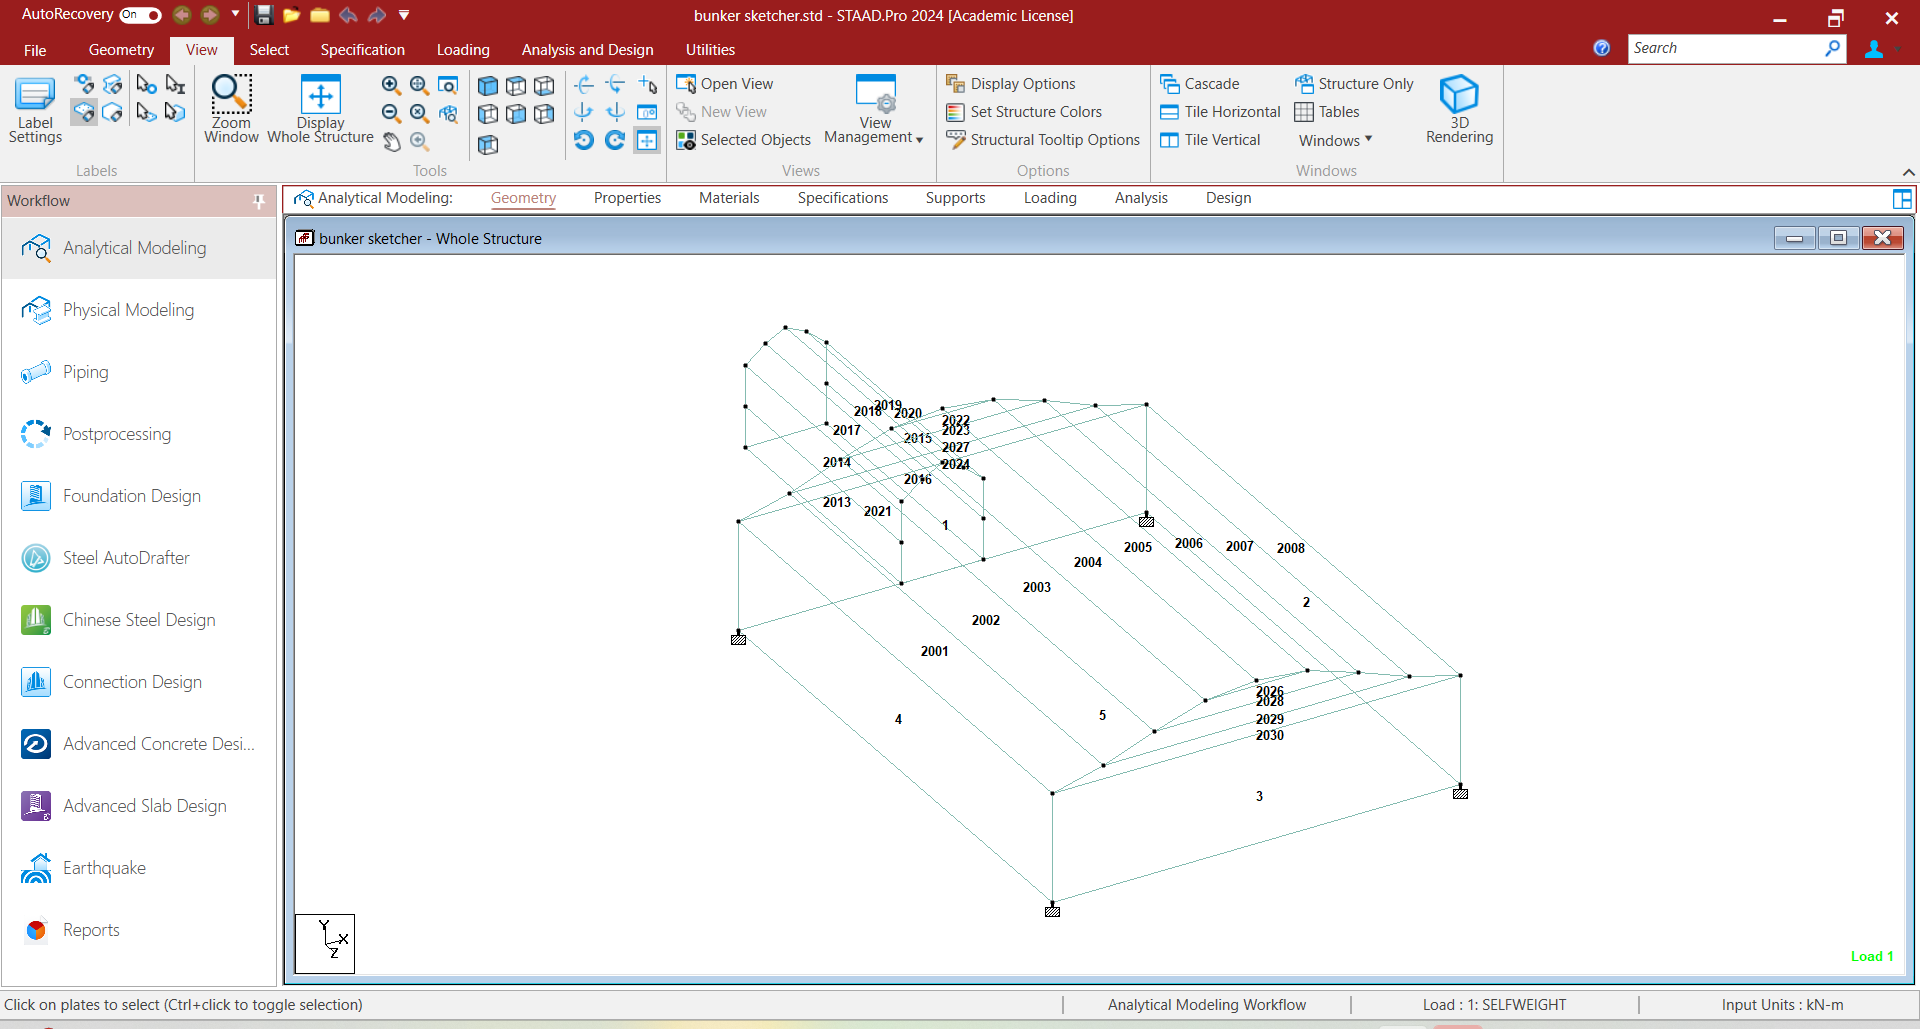 AutoRecovery On
bunker sketcher.std - STAAD.Pro 2024 [Academic License]
File Geometry View Select Specification Loading Analysis and Design Utilities
Search
Label Settings
Labels
Zoom Window
Display Whole Structure
Tools
Open View
New View
Selected Objects
View Management
Views
Display Options
Set Structure Colors
Structural Tooltip Options
Options
Cascade
Tile Horizontal
Tile Vertical
Structure Only
Tables
Windows
3D Rendering
Windows
Workflow
Analytical Modeling
Physical Modeling
Piping
Postprocessing
Foundation Design
Steel AutoDrafter
Chinese Steel Design
Connection Design
Advanced Concrete Desi...
Advanced Slab Design
Earthquake
Reports
Analytical Modeling: Geometry Properties Materials Specifications Supports Loading Analysis Design
bunker sketcher - Whole Structure
2019
2018 2020
2022
2017 2023
2015
2027
2014 2024
2016
2013
2021
1
2005 2006 2007 2008
2004
2003
2
2002
2001
2026
2028
4 5 2029
2030
3
Y
X
Z
Load 1
Click on plates to select (Ctrl+click to toggle selection)
Analytical Modeling Workflow
Load : 1: SELFWEIGHT
Input Units : kN-m